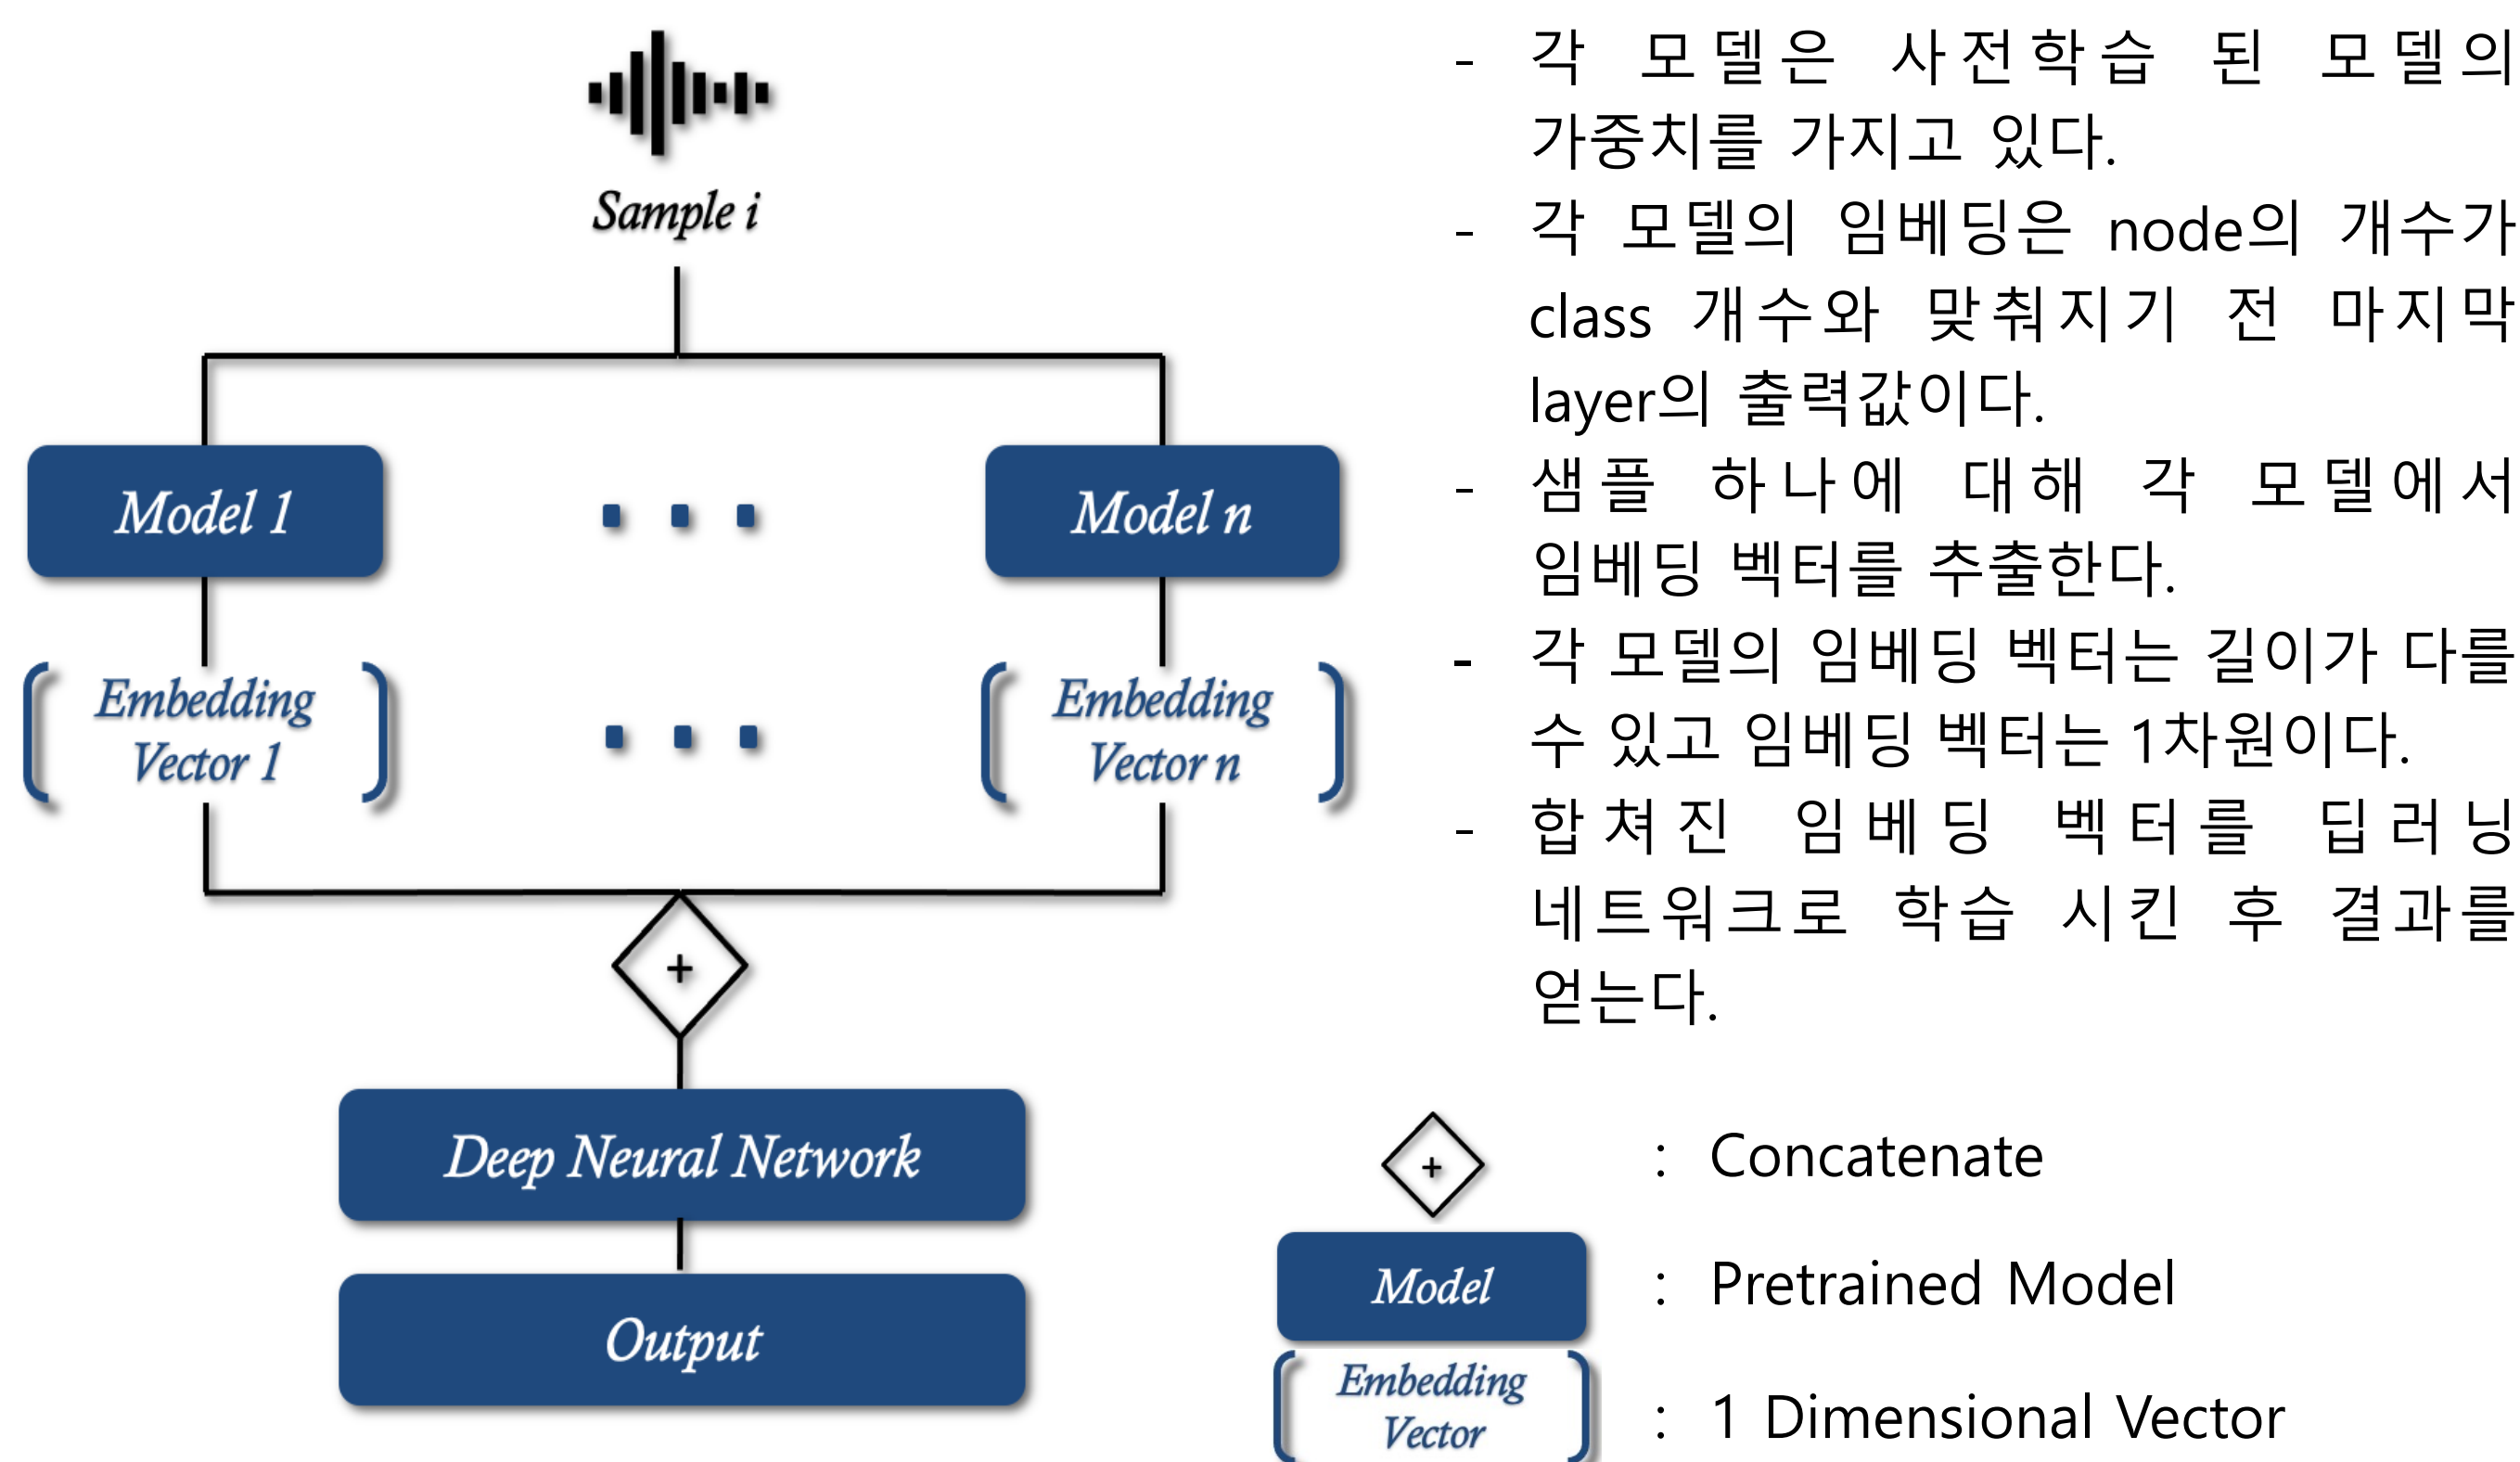 Sample i
Model 1
Model n
Embedding
Vector 1
Embedding
Vector n
+
Deep Neural Network
Output
- 각 모델은 사전학습 된 모델의
가중치를 가지고 있다.
- 각 모델의 임베딩은 node의 개수가
class 개수와 맞춰지기 전 마지막
layer의 출력값이다.
- 샘플 하나에 대해 각 모델에서
임베딩 벡터를 추출한다.
- 각 모델의 임베딩 벡터는 길이가 다를
수 있고 임베딩 벡터는 1차원이다.
- 합쳐진 임베딩 벡터를 딥러닝
네트워크로 학습 시킨 후 결과를
얻는다.
+ : Concatenate
Model : Pretrained Model
Embedding
Vector : 1 Dimensional Vector